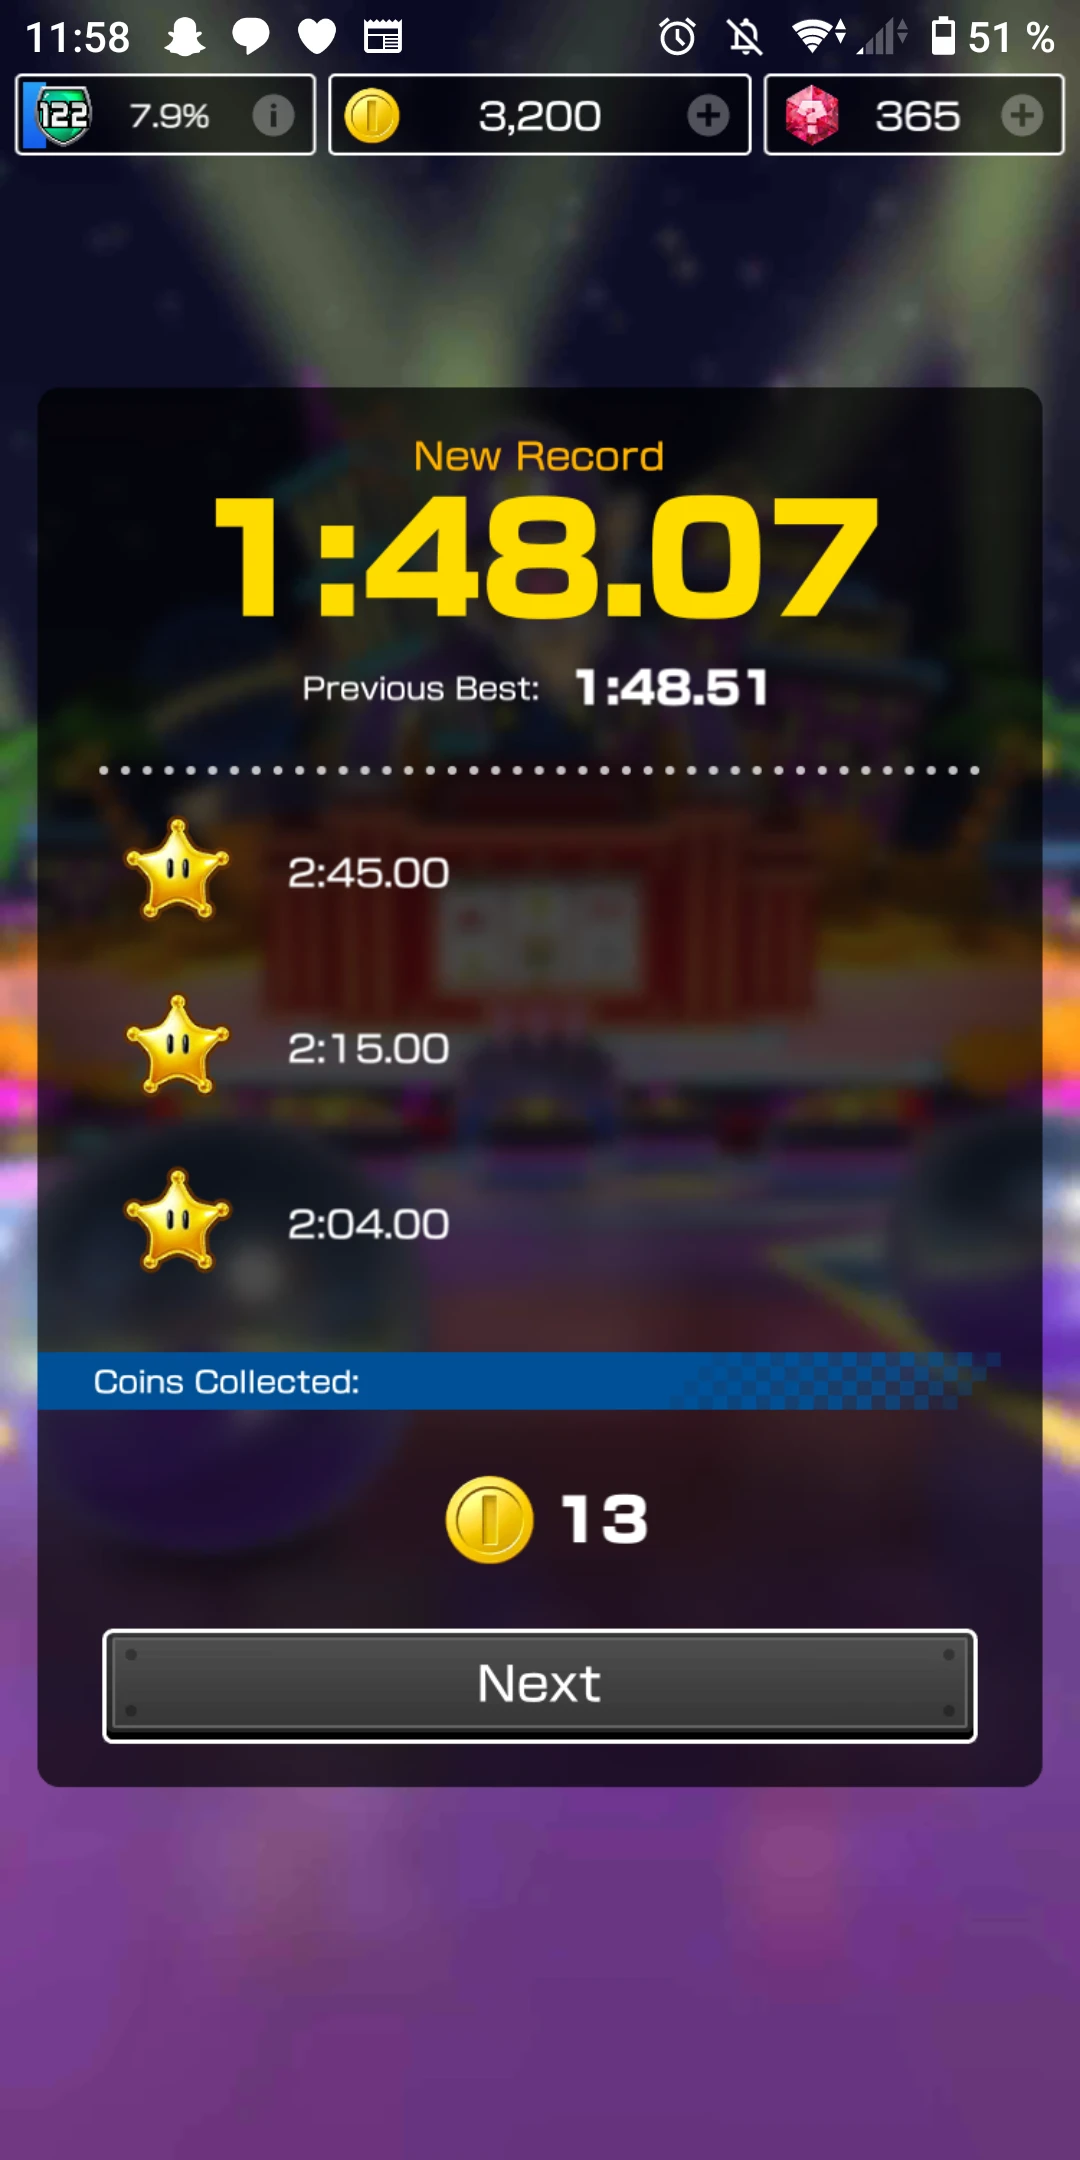 11:58 51 %
122 7.9% i 3,200 + 365 +
New Record
1:48.07
Previous Best: 1:48.51
2:45.00
2:15.00
2:04.00
Coins Collected:
13
Next